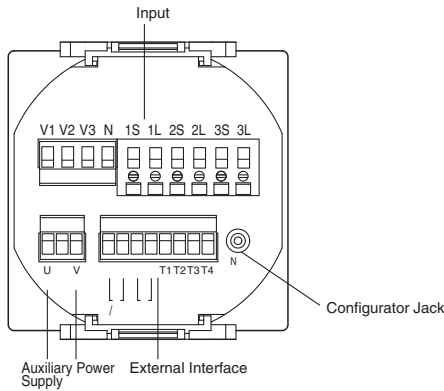 Input
V1 V2 V3 N 1S 1L 2S 2L 3S 3L
U V T1 T2 T3 T4 N
/
Configurator Jack
Auxiliary Power Supply
External Interface